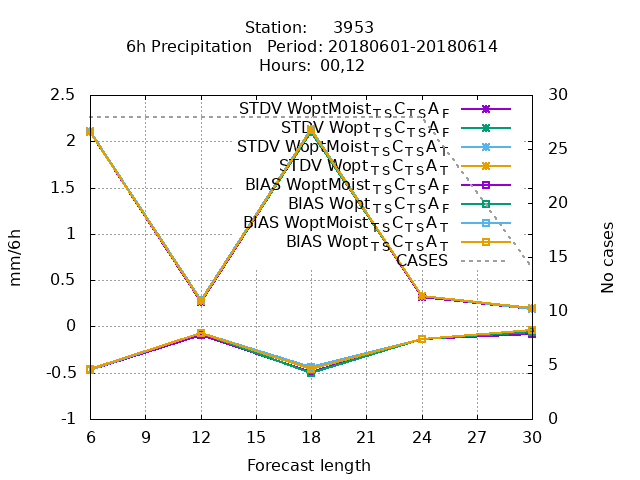 Station: 3953
6h Precipitation Period: 20180601-20180614
Hours: 00,12
2.5
2
1.5
1
0.5
0
-0.5
-1
mm/6h
30
25
20
15
10
5
0
No cases
STDV WoptMoist_TS C_TS A_F
STDV Wopt_TS C_TS A_F
STDV WoptMoist_TS C_TS A_T
STDV Wopt_TS C_TS A_T
BIAS WoptMoist_TS C_TS A_F
BIAS Wopt_TS C_TS A_F
BIAS WoptMoist_TS C_TS A_T
BIAS Wopt_TS C_TS A_T
CASES
6 9 12 15 18 21 24 27 30
Forecast length